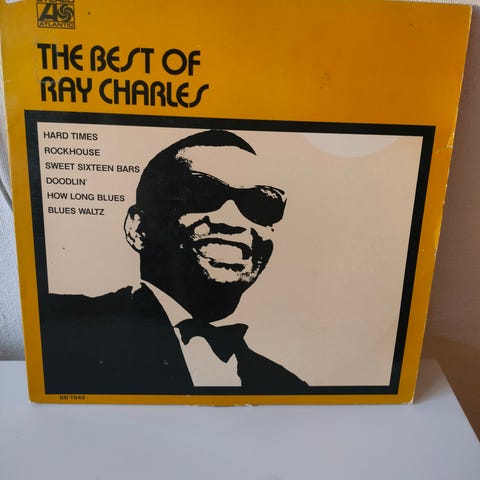 STEREO
ATLANTIC
THE BEST OF
RAY CHARLES
HARD TIMES
ROCKHOUSE
SWEET SIXTEEN BARS
DOODLIN'
HOW LONG BLUES
BLUES WALTZ
SD 1543